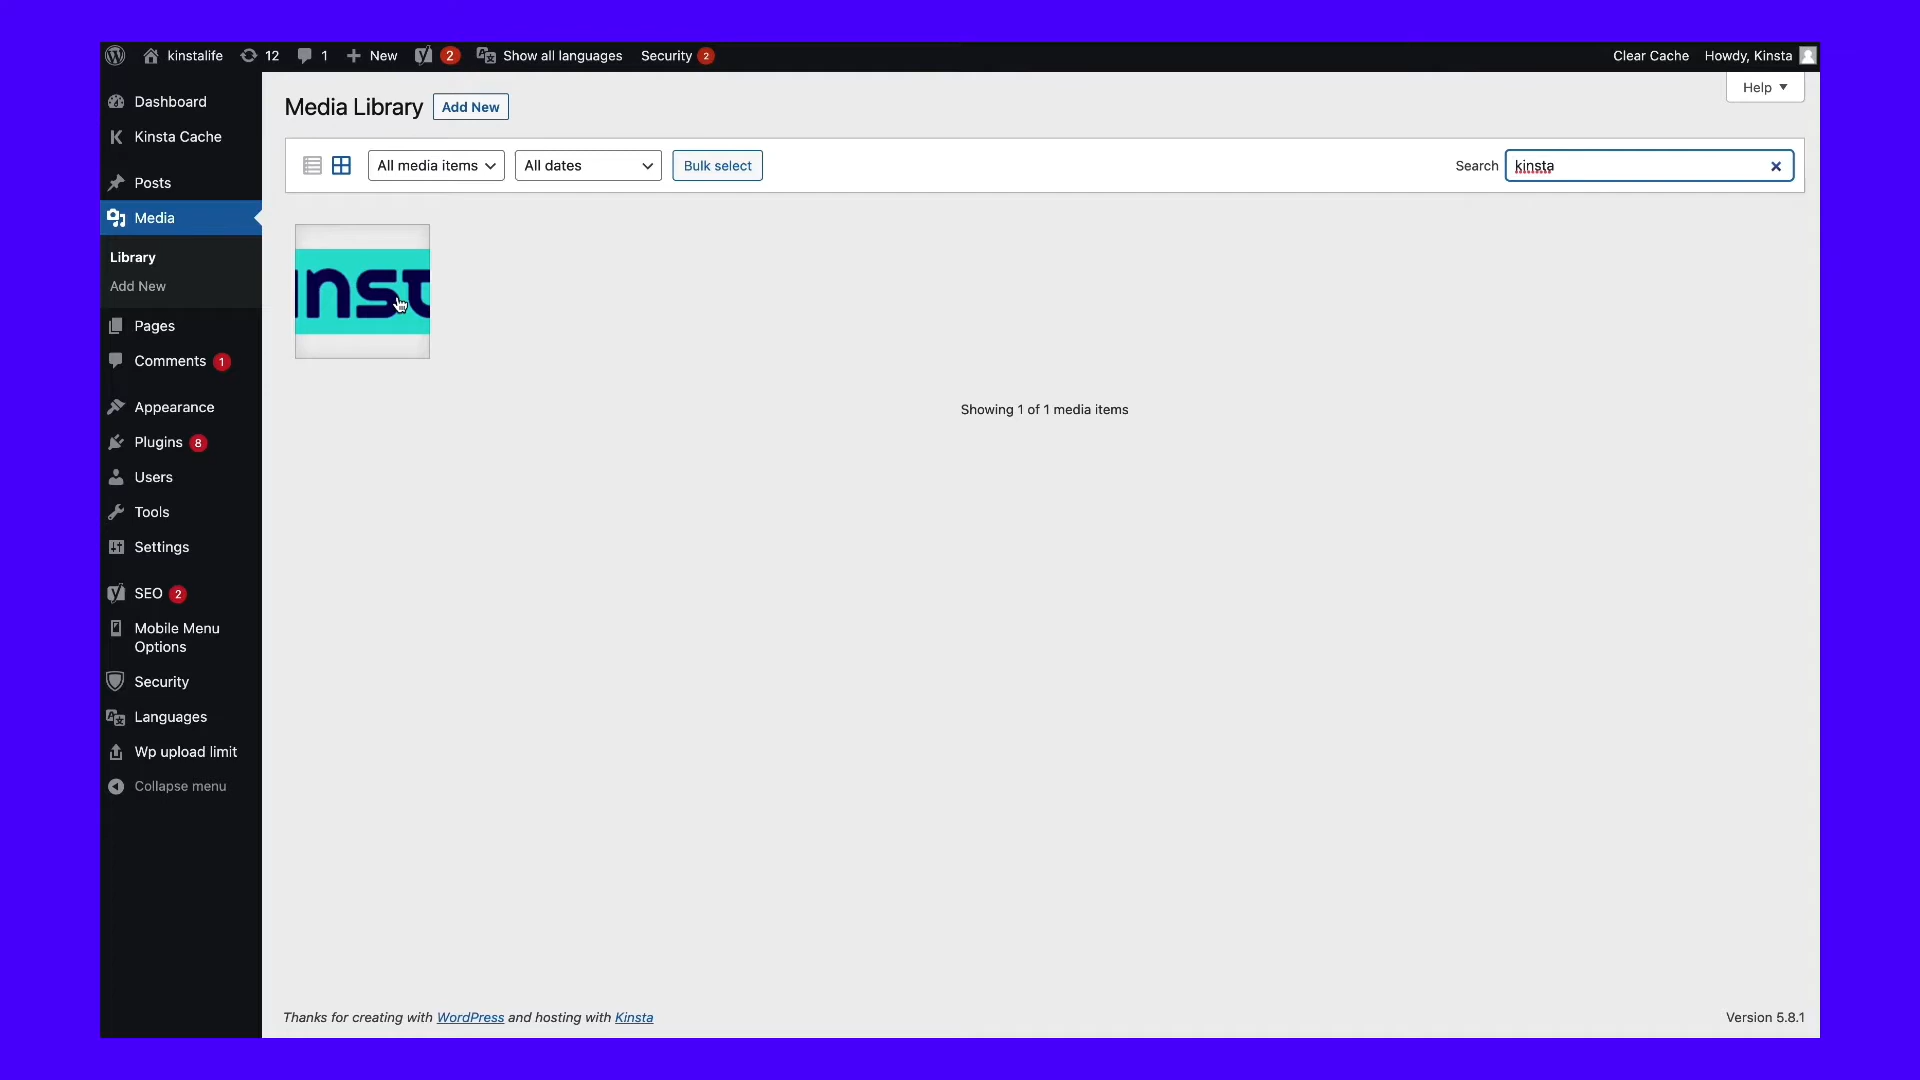 kinstalife 12 1 New 2 Show all languages Security 2 Clear Cache Howdy, Kinsta
Help
Dashboard
Kinsta Cache
Posts
Media
Library
Add New
Pages
Comments 1
Appearance
Plugins 8
Users
Tools
Settings
SEO 2
Mobile Menu
Options
Security
Languages
Wp upload limit
Collapse menu
Media Library Add New
All media items All dates Bulk select Search kinsta
inst
Showing 1 of 1 media items
Thanks for creating with WordPress and hosting with Kinsta
Version 5.8.1